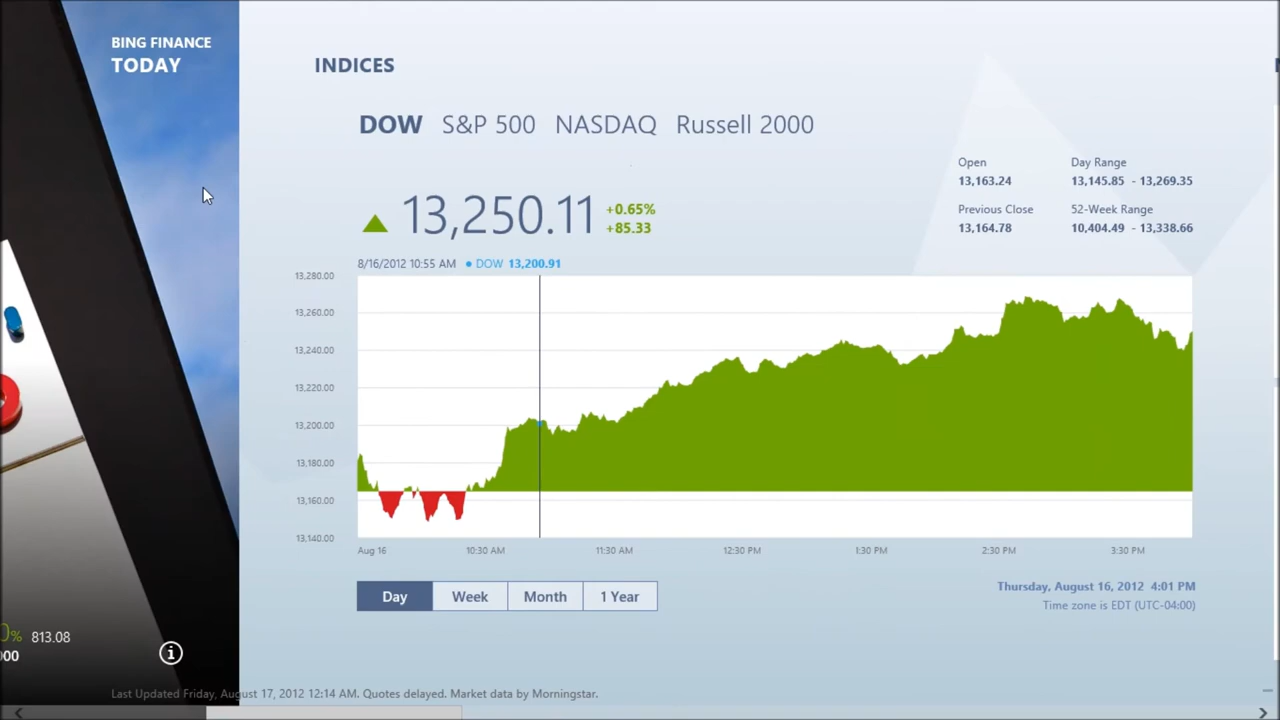 BING FINANCE
TODAY
INDICES
DOW S&P 500 NASDAQ Russell 2000
Open Day Range
13,163.24 13,145.85 - 13,269.35
Previous Close 52-Week Range
13,164.78 10,404.49 - 13,338.66
13,250.11 +0.65%
+85.33
8/16/2012 10:55 AM DOW 13,200.91
13,280.00
13,260.00
13,240.00
13,220.00
13,200.00
13,180.00
13,160.00
13,140.00
Aug 16 10:30 AM 11:30 AM 12:30 PM 1:30 PM 2:30 PM 3:30 PM
Day Week Month 1 Year
Thursday, August 16, 2012 4:01 PM
Time zone is EDT (UTC-04:00)
% 813.08
00
Last Updated Friday, August 17, 2012 12:14 AM. Quotes delayed. Market data by Morningstar.